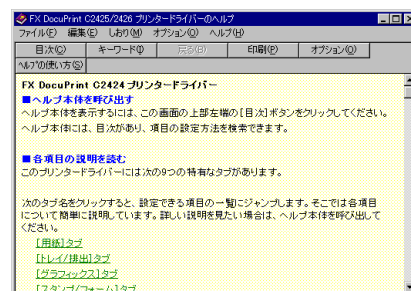 FX DocuPrint C2425/2426 プリンタードライバーのヘルプ
ファイル(F) 編集(E) しおり(M) オプション(O) ヘルプ(H)
目次(C) キーワード(I) 戻る(B) 印刷(P) オプション(O)
ヘルプの使い方(S)
FX DocuPrint C2424 プリンタードライバー
■ヘルプ本体を呼び出す
ヘルプ本体を表示するには、この画面の上部左端の[目次]ボタンをクリックしてください。
ヘルプ本体には、目次があり、項目の設定方法を検索できます。
■各項目の説明を読む
このプリンタードライバーには次の9つの特有なタブがあります。
次のタブ名をクリックすると、設定できる項目の一覧にジャンプします。そこでは各項目
について簡単に説明しています。詳しい説明を見たい場合は、ヘルプ本体を呼び出して
ください。
[用紙]タブ
[トレイ/排出]タブ
[グラフィックス]タブ
[スタンプ/フォーム]タブ